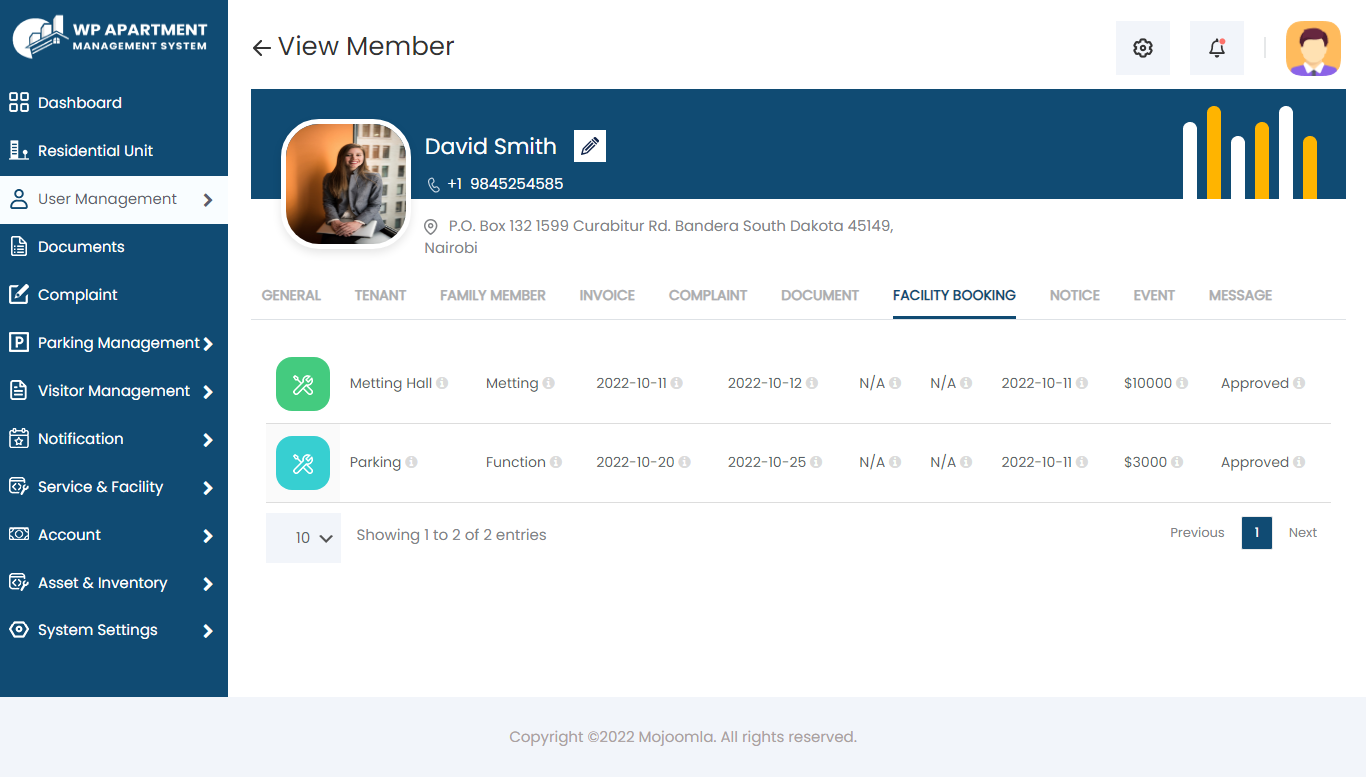 WP APARTMENT
MANAGEMENT SYSTEM
Dashboard
Residential Unit
User Management
Documents
Complaint
P Parking Management
Visitor Management
Notification
Service & Facility
Account
Asset & Inventory
System Settings
View Member
David Smith
+1 9845254585
P.O. Box 132 1599 Curabitur Rd. Bandera South Dakota 45149,
Nairobi
GENERAL TENANT FAMILY MEMBER INVOICE COMPLAINT DOCUMENT FACILITY BOOKING NOTICE EVENT MESSAGE
Metting Hall Metting 2022-10-11 2022-10-12 N/A N/A 2022-10-11 $10000 Approved
Parking Function 2022-10-20 2022-10-25 N/A N/A 2022-10-11 $3000 Approved
10 Showing 1 to 2 of 2 entries Previous 1 Next
Copyright ©2022 Mojoomla. All rights reserved.